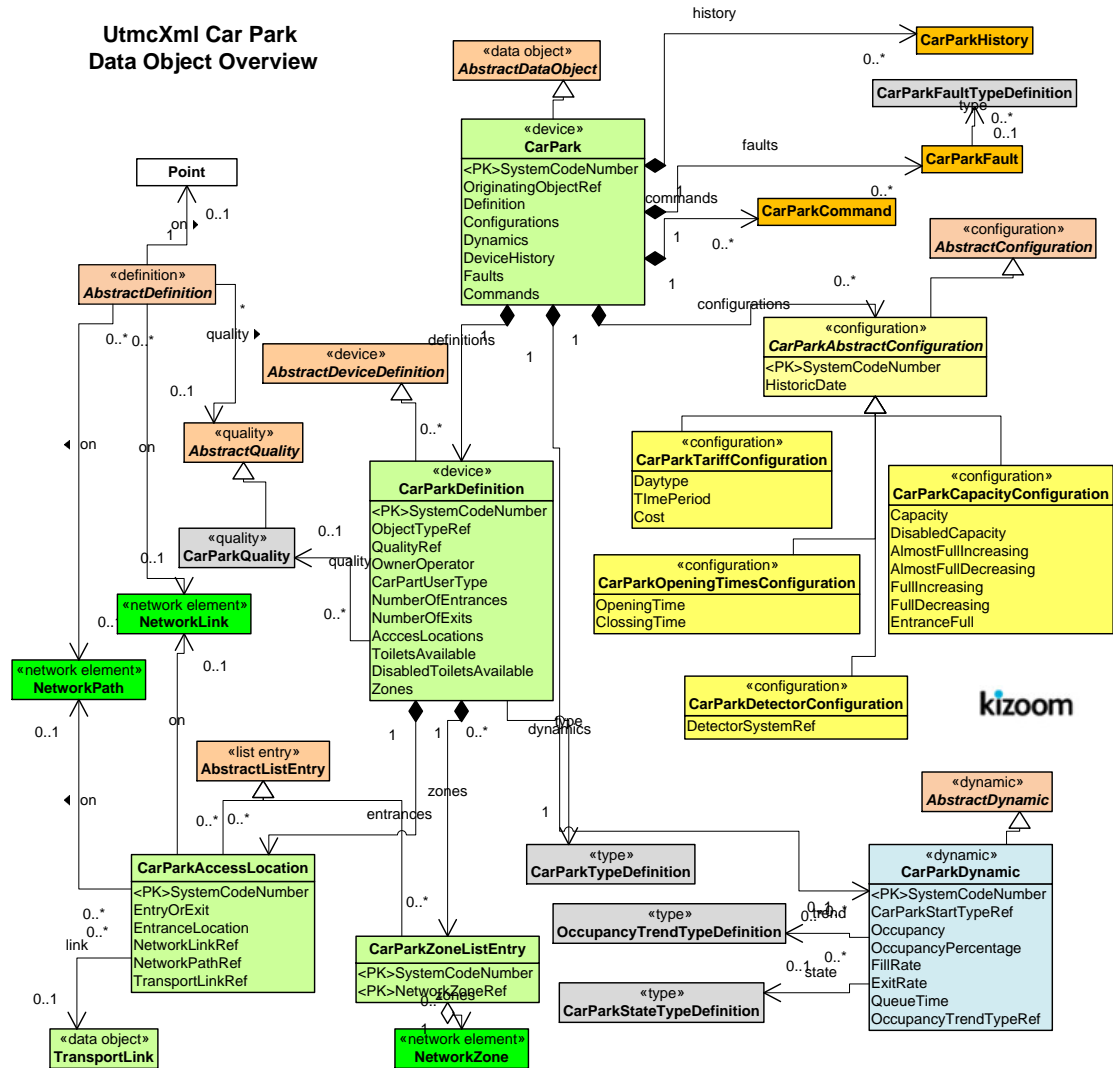 UtmcXml Car Park
Data Object Overview
history
«data object»
AbstractDataObject
CarParkHistory
0..*
CarParkFaultTypeDefinition
type
0..*
0..1
«device»
CarPark
<PK>SystemCodeNumber
OriginatingObjectRef
Definition
Configurations
Dynamics
DeviceHistory
Faults
Commands
faults
CarParkFault
1
0..*
commands
CarParkCommand
1
0..*
1
Point
0..1
on
1
«definition»
AbstractDefinition
0..*
0..*
*
quality
«configuration»
AbstractConfiguration
0..*
configurations
1
1
1
definitions
«configuration»
CarParkAbstractConfiguration
<PK>SystemCodeNumber
HistoricDate
«device»
AbstractDeviceDefinition
0..*
0..1
on
on
«quality»
AbstractQuality
«configuration»
CarParkTariffConfiguration
Daytype
TImePeriod
Cost
«configuration»
CarParkCapacityConfiguration
Capacity
DisabledCapacity
AlmostFullIncreasing
AlmostFullDecreasing
FullIncreasing
FullDecreasing
EntranceFull
«device»
CarParkDefinition
<PK>SystemCodeNumber
ObjectTypeRef
QualityRef
OwnerOperator
CarPartUserType
NumberOfEntrances
NumberOfExits
AcccesLocations
ToiletsAvailable
DisabledToiletsAvailable
Zones
«quality»
CarParkQuality
0..1
quality
0..*
0..1
«configuration»
CarParkOpeningTimesConfiguration
OpeningTime
ClossingTime
«network element»
NetworkLink
0..1
0..1
«network element»
NetworkPath
0..1
on
«configuration»
CarParkDetectorConfiguration
DetectorSystemRef
kizoom
1
1
0..*
type
dynamics
«list entry»
AbstractListEntry
on
zones
0..*
0..*
entrances
1
«dynamic»
AbstractDynamic
CarParkAccessLocation
<PK>SystemCodeNumber
EntryOrExit
EntranceLocation
NetworkLinkRef
NetworkPathRef
TransportLinkRef
0..*
0..*
link
0..1
«type»
CarParkTypeDefinition
«dynamic»
CarParkDynamic
<PK>SystemCodeNumber
CarParkStartTypeRef
Occupancy
OccupancyPercentage
FillRate
ExitRate
QueueTime
OccupancyTrendTypeRef
0..*
«type»
OccupancyTrendTypeDefinition
0..1
0..*
trend
0..*
0..1
state
CarParkZoneListEntry
<PK>SystemCodeNumber
<PK>NetworkZoneRef
zones
1
«type»
CarParkStateTypeDefinition
«data object»
TransportLink
«network element»
NetworkZone